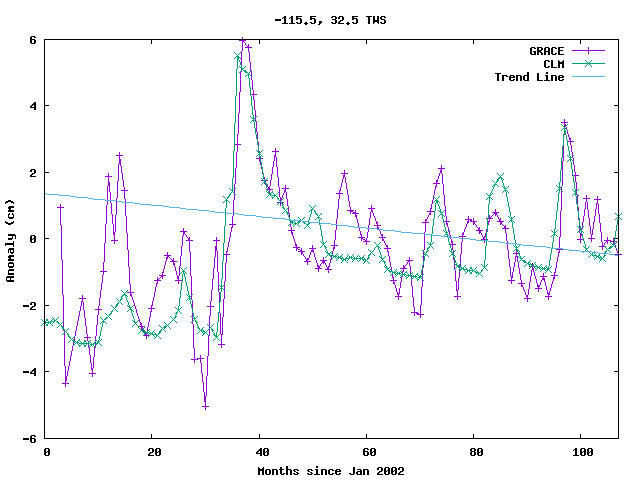 -115.5, 32.5 TWS
GRACE
CLM
Trend Line
6
4
2
0
-2
-4
-6
Anomaly (cm)
0 20 40 60 80 100
Months since Jan 2002